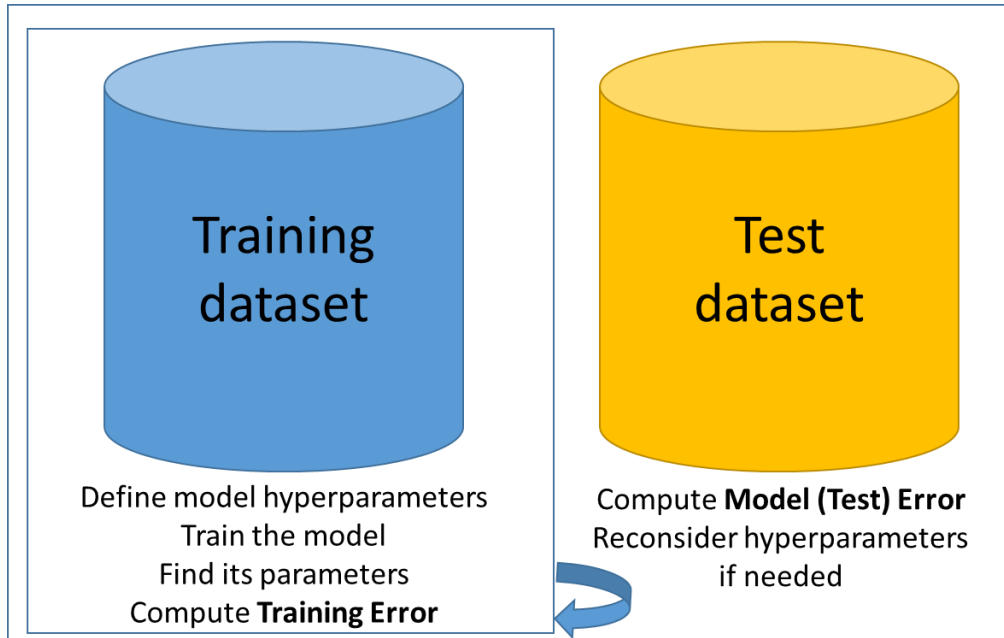 Training
dataset
Define model hyperparameters
Train the model
Find its parameters
Compute Training Error
Test
dataset
Compute Model (Test) Error
Reconsider hyperparameters
if needed